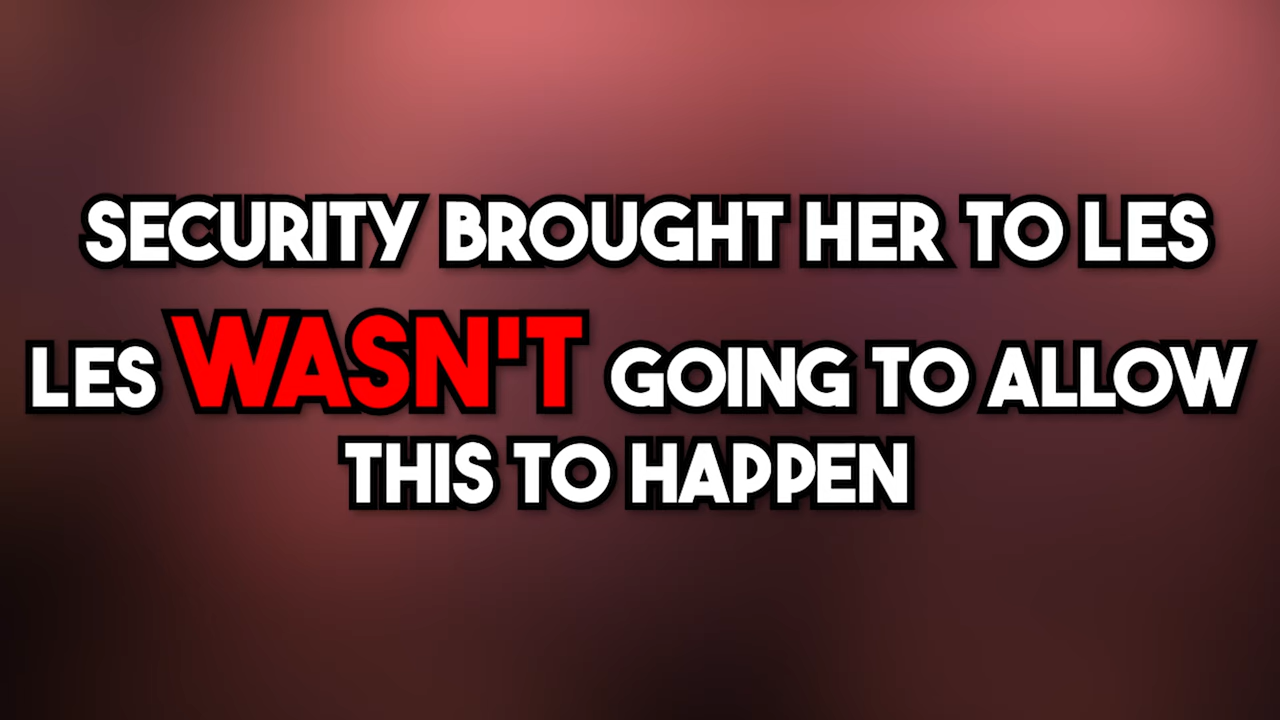 SECURITY BROUGHT HER TO LES
LES WASN'T GOING TO ALLOW
THIS TO HAPPEN